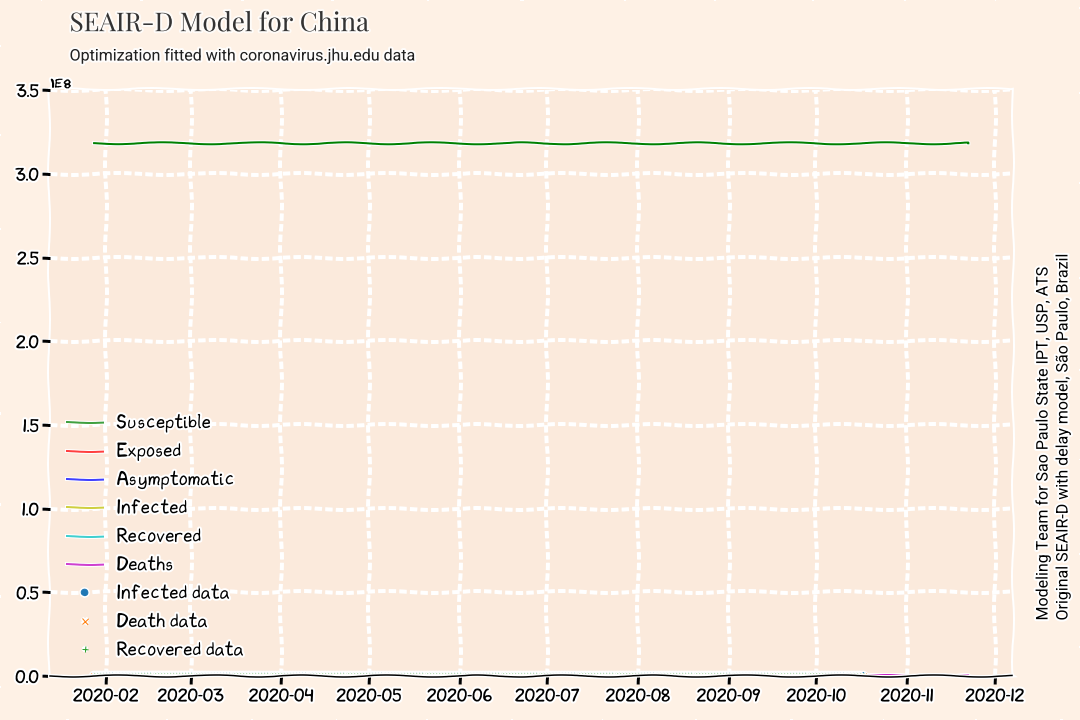 SEAIR-D Model for China
Optimization fitted with coronavirus.jhu.edu data
1E8
3.5
3.0
2.5
2.0
1.5
1.0
0.5
0.0
Susceptible
Exposed
Asymptomatic
Infected
Recovered
Deaths
Infected data
Death data
Recovered data
2020-02 2020-03 2020-04 2020-05 2020-06 2020-07 2020-08 2020-09 2020-10 2020-11 2020-12
Modeling Team for Sao Paulo State IPT, USP, ATS
Original SEAIR-D with delay model, São Paulo, Brazil